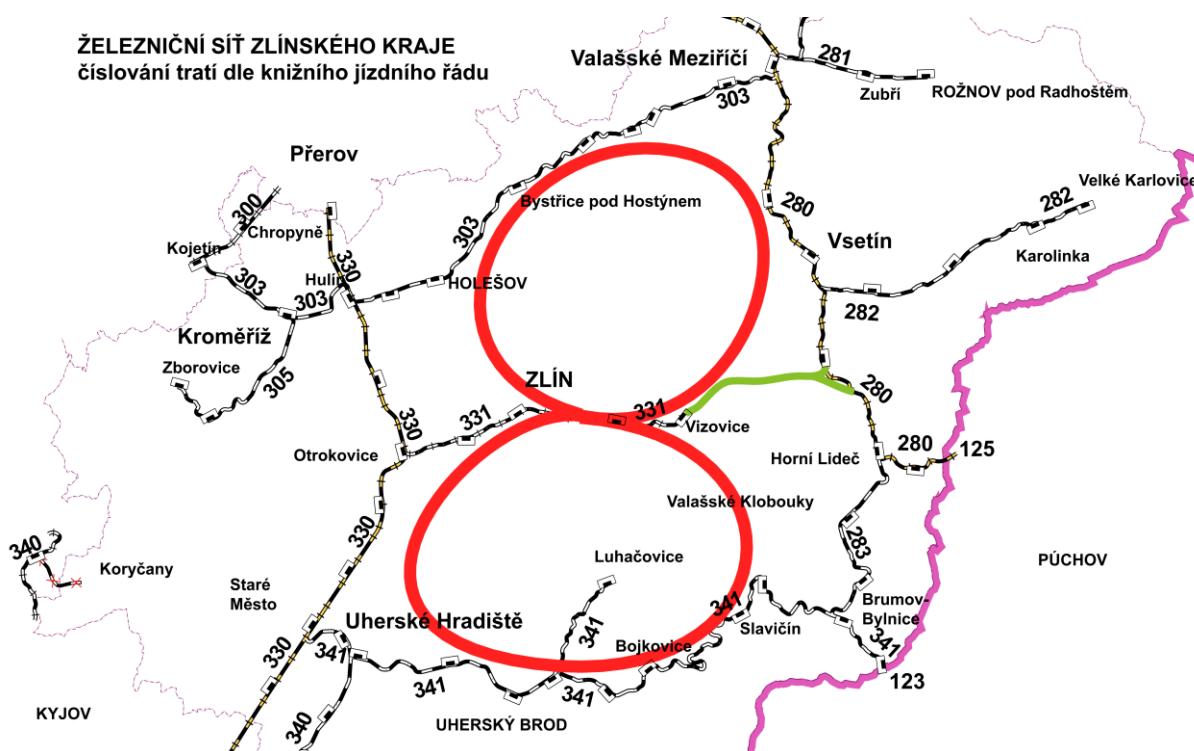 ŽELEZNIČNÍ SÍŤ ZLÍNSKÉHO KRAJE
číslování tratí dle knižního jízdního řádu
Valašské Meziříčí
281
Zubří
ROŽNOV pod Radhoštěm
303
Přerov
300
Chropyně
Kojetín
330
303
Bystřice pod Hostýnem
280
Velké Karlovice
282
Vsetín
Karolinka
303
Hulín
303
HOLEŠOV
282
Kroměříž
Zborovice
305
ZLÍN
280
331
331
Vizovice
330
Otrokovice
Horní Lideč
280
125
Valašské Klobouky
330
283
340
Koryčany
Luhačovice
PÚCHOV
Staré
Město
Brumov-
Bylnice
341
Slavičín
Uherské Hradiště
341
Bojkovice
341
330
341
341
341
123
340
UHERSKÝ BROD
KYJOV